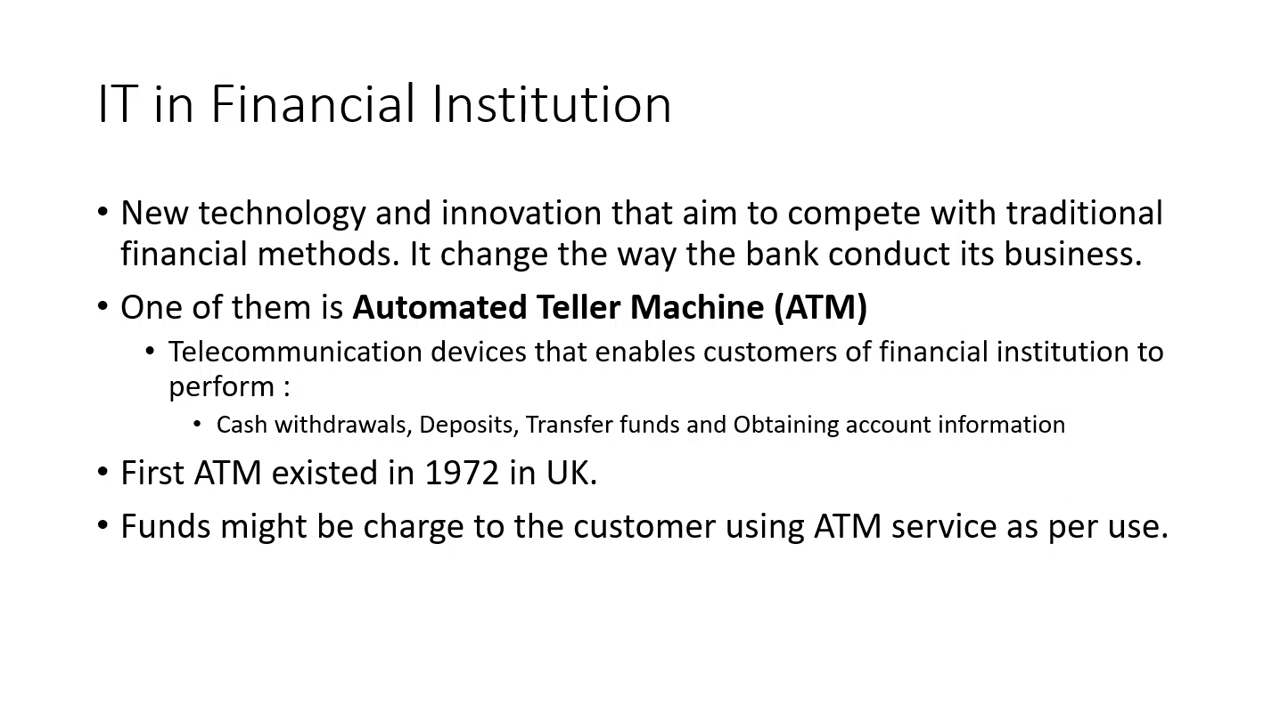 IT in Financial Institution
• New technology and innovation that aim to compete with traditional
financial methods. It change the way the bank conduct its business.
• One of them is Automated Teller Machine (ATM)
• Telecommunication devices that enables customers of financial institution to
perform :
• Cash withdrawals, Deposits, Transfer funds and Obtaining account information
• First ATM existed in 1972 in UK.
• Funds might be charge to the customer using ATM service as per use.